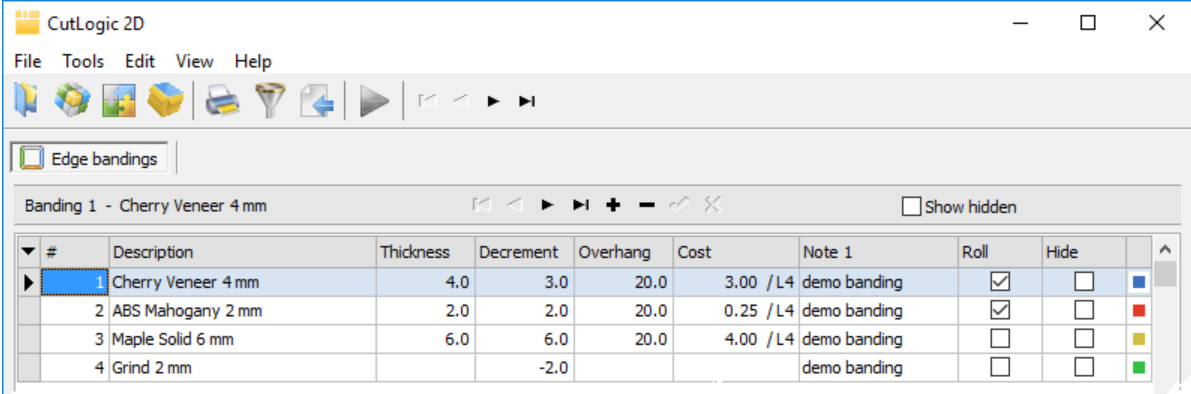 CutLogic 2D
File Tools Edit View Help
Edge bandings
Banding 1 - Cherry Veneer 4 mm Show hidden
# Description Thickness Decrement Overhang Cost Note 1 Roll Hide
1 Cherry Veneer 4 mm 4.0 3.0 20.0 3.00 / L4 demo banding
2 ABS Mahogany 2 mm 2.0 2.0 20.0 0.25 / L4 demo banding
3 Maple Solid 6 mm 6.0 6.0 20.0 4.00 / L4 demo banding
4 Grind 2 mm -2.0 demo banding